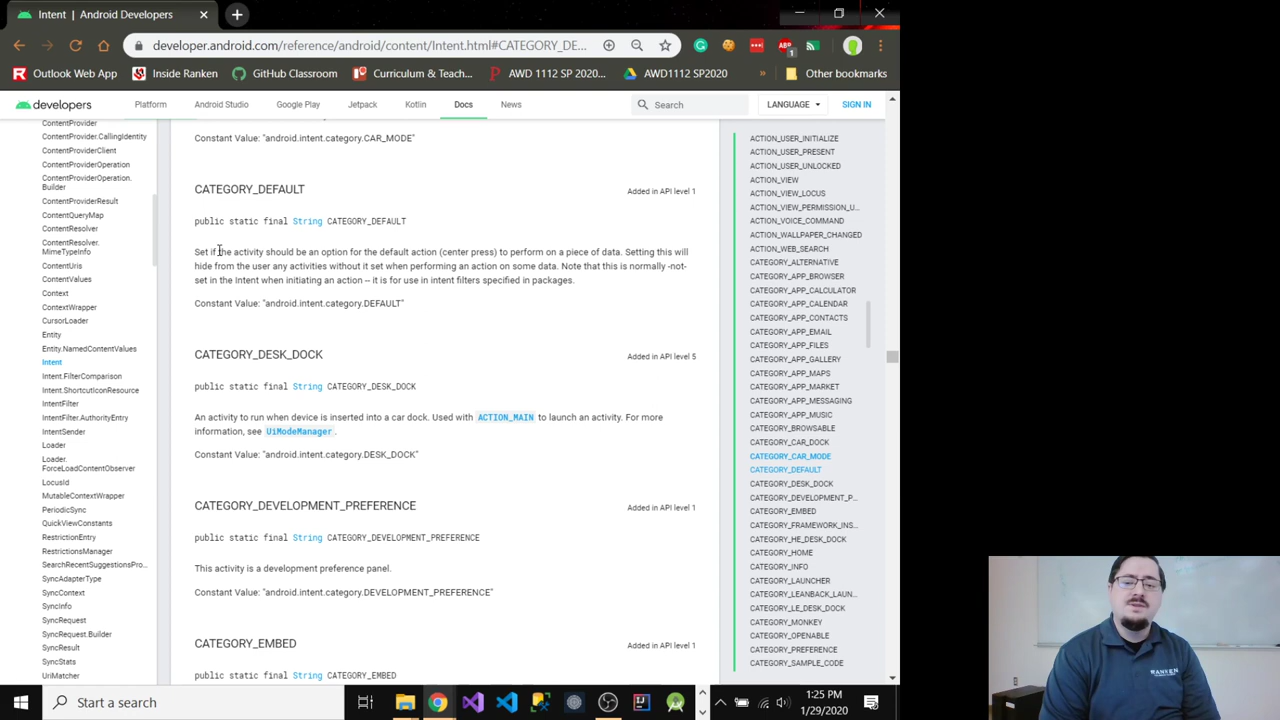 Intent | Android Developers
developer.android.com/reference/android/content/Intent.html#CATEGORY_DE...
Outlook Web App
Inside Ranken
GitHub Classroom
Curriculum & Teach...
AWD 1112 SP 2020...
AWD1112 SP2020
Other bookmarks
developers
Platform
Android Studio
Google Play
Jetpack
Kotlin
Docs
News
Search
LANGUAGE
SIGN IN
ContentProvider
ContentProvider.CallingIdentity
ContentProviderClient
ContentProviderOperation
ContentProviderOperation.
Builder
ContentProviderResult
ContentQueryMap
ContentResolver
ContentResolver.
MimeTypeInfo
ContentUris
ContentValues
Context
ContextWrapper
CursorLoader
Entity
Entity.NamedContentValues
Intent
Intent.FilterComparison
Intent.ShortcutIconResource
IntentFilter
IntentFilter.AuthorityEntry
IntentSender
Loader
Loader.
ForceLoadContentObserver
LocusId
MutableContextWrapper
PeriodicSync
QuickViewConstants
RestrictionEntry
RestrictionsManager
SearchRecentSuggestionsPro...
SyncAdapterType
SyncContext
SyncInfo
SyncRequest
SyncRequest.Builder
SyncResult
SyncStats
UriMatcher
Constant Value: "android.intent.category.CAR_MODE"
CATEGORY_DEFAULT
Added in API level 1
public static final String CATEGORY_DEFAULT
Set if the activity should be an option for the default action (center press) to perform on a piece of data. Setting this will
hide from the user any activities without it set when performing an action on some data. Note that this is normally -not-
set in the Intent when initiating an action -- it is for use in intent filters specified in packages.
Constant Value: "android.intent.category.DEFAULT"
CATEGORY_DESK_DOCK
Added in API level 5
public static final String CATEGORY_DESK_DOCK
An activity to run when device is inserted into a car dock. Used with ACTION_MAIN to launch an activity. For more
information, see UiModeManager.
Constant Value: "android.intent.category.DESK_DOCK"
CATEGORY_DEVELOPMENT_PREFERENCE
Added in API level 1
public static final String CATEGORY_DEVELOPMENT_PREFERENCE
This activity is a development preference panel.
Constant Value: "android.intent.category.DEVELOPMENT_PREFERENCE"
CATEGORY_EMBED
Added in API level 1
public static final String CATEGORY_EMBED
ACTION_USER_INITIALIZE
ACTION_USER_PRESENT
ACTION_USER_UNLOCKED
ACTION_VIEW
ACTION_VIEW_LOCUS
ACTION_VIEW_PERMISSION_U...
ACTION_VOICE_COMMAND
ACTION_WALLPAPER_CHANGED
ACTION_WEB_SEARCH
CATEGORY_ALTERNATIVE
CATEGORY_APP_BROWSER
CATEGORY_APP_CALCULATOR
CATEGORY_APP_CALENDAR
CATEGORY_APP_CONTACTS
CATEGORY_APP_EMAIL
CATEGORY_APP_FILES
CATEGORY_APP_GALLERY
CATEGORY_APP_MAPS
CATEGORY_APP_MARKET
CATEGORY_APP_MESSAGING
CATEGORY_APP_MUSIC
CATEGORY_BROWSABLE
CATEGORY_CAR_DOCK
CATEGORY_CAR_MODE
CATEGORY_DEFAULT
CATEGORY_DESK_DOCK
CATEGORY_DEVELOPMENT_P...
CATEGORY_EMBED
CATEGORY_FRAMEWORK_INS...
CATEGORY_HE_DESK_DOCK
CATEGORY_HOME
CATEGORY_INFO
CATEGORY_LAUNCHER
CATEGORY_LEANBACK_LAUN...
CATEGORY_LE_DESK_DOCK
CATEGORY_MONKEY
CATEGORY_OPENABLE
CATEGORY_PREFERENCE
CATEGORY_SAMPLE_CODE
RANKEN
Start a search
1:25 PM
1/29/2020